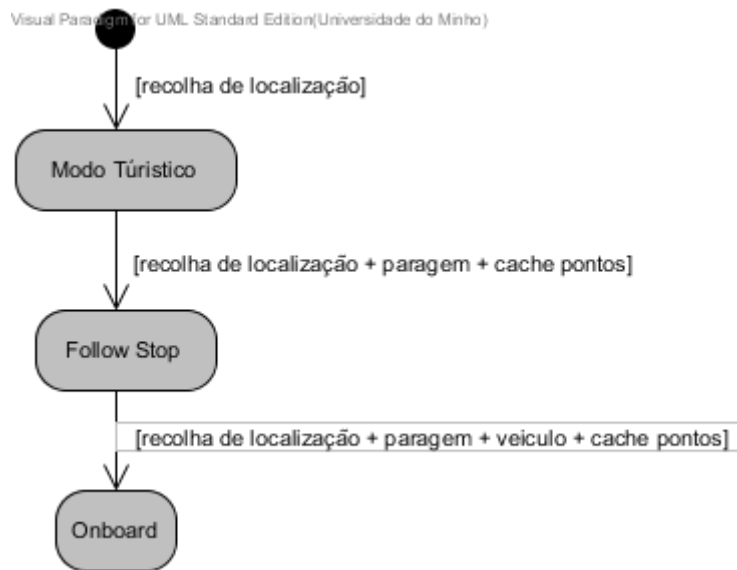 Visual Paradigm for UML Standard Edition(Universidade do Minho)
[recolha de localização]
Modo Túristico
[recolha de localização + paragem + cache pontos]
Follow Stop
[recolha de localização + paragem + veiculo + cache pontos]
Onboard